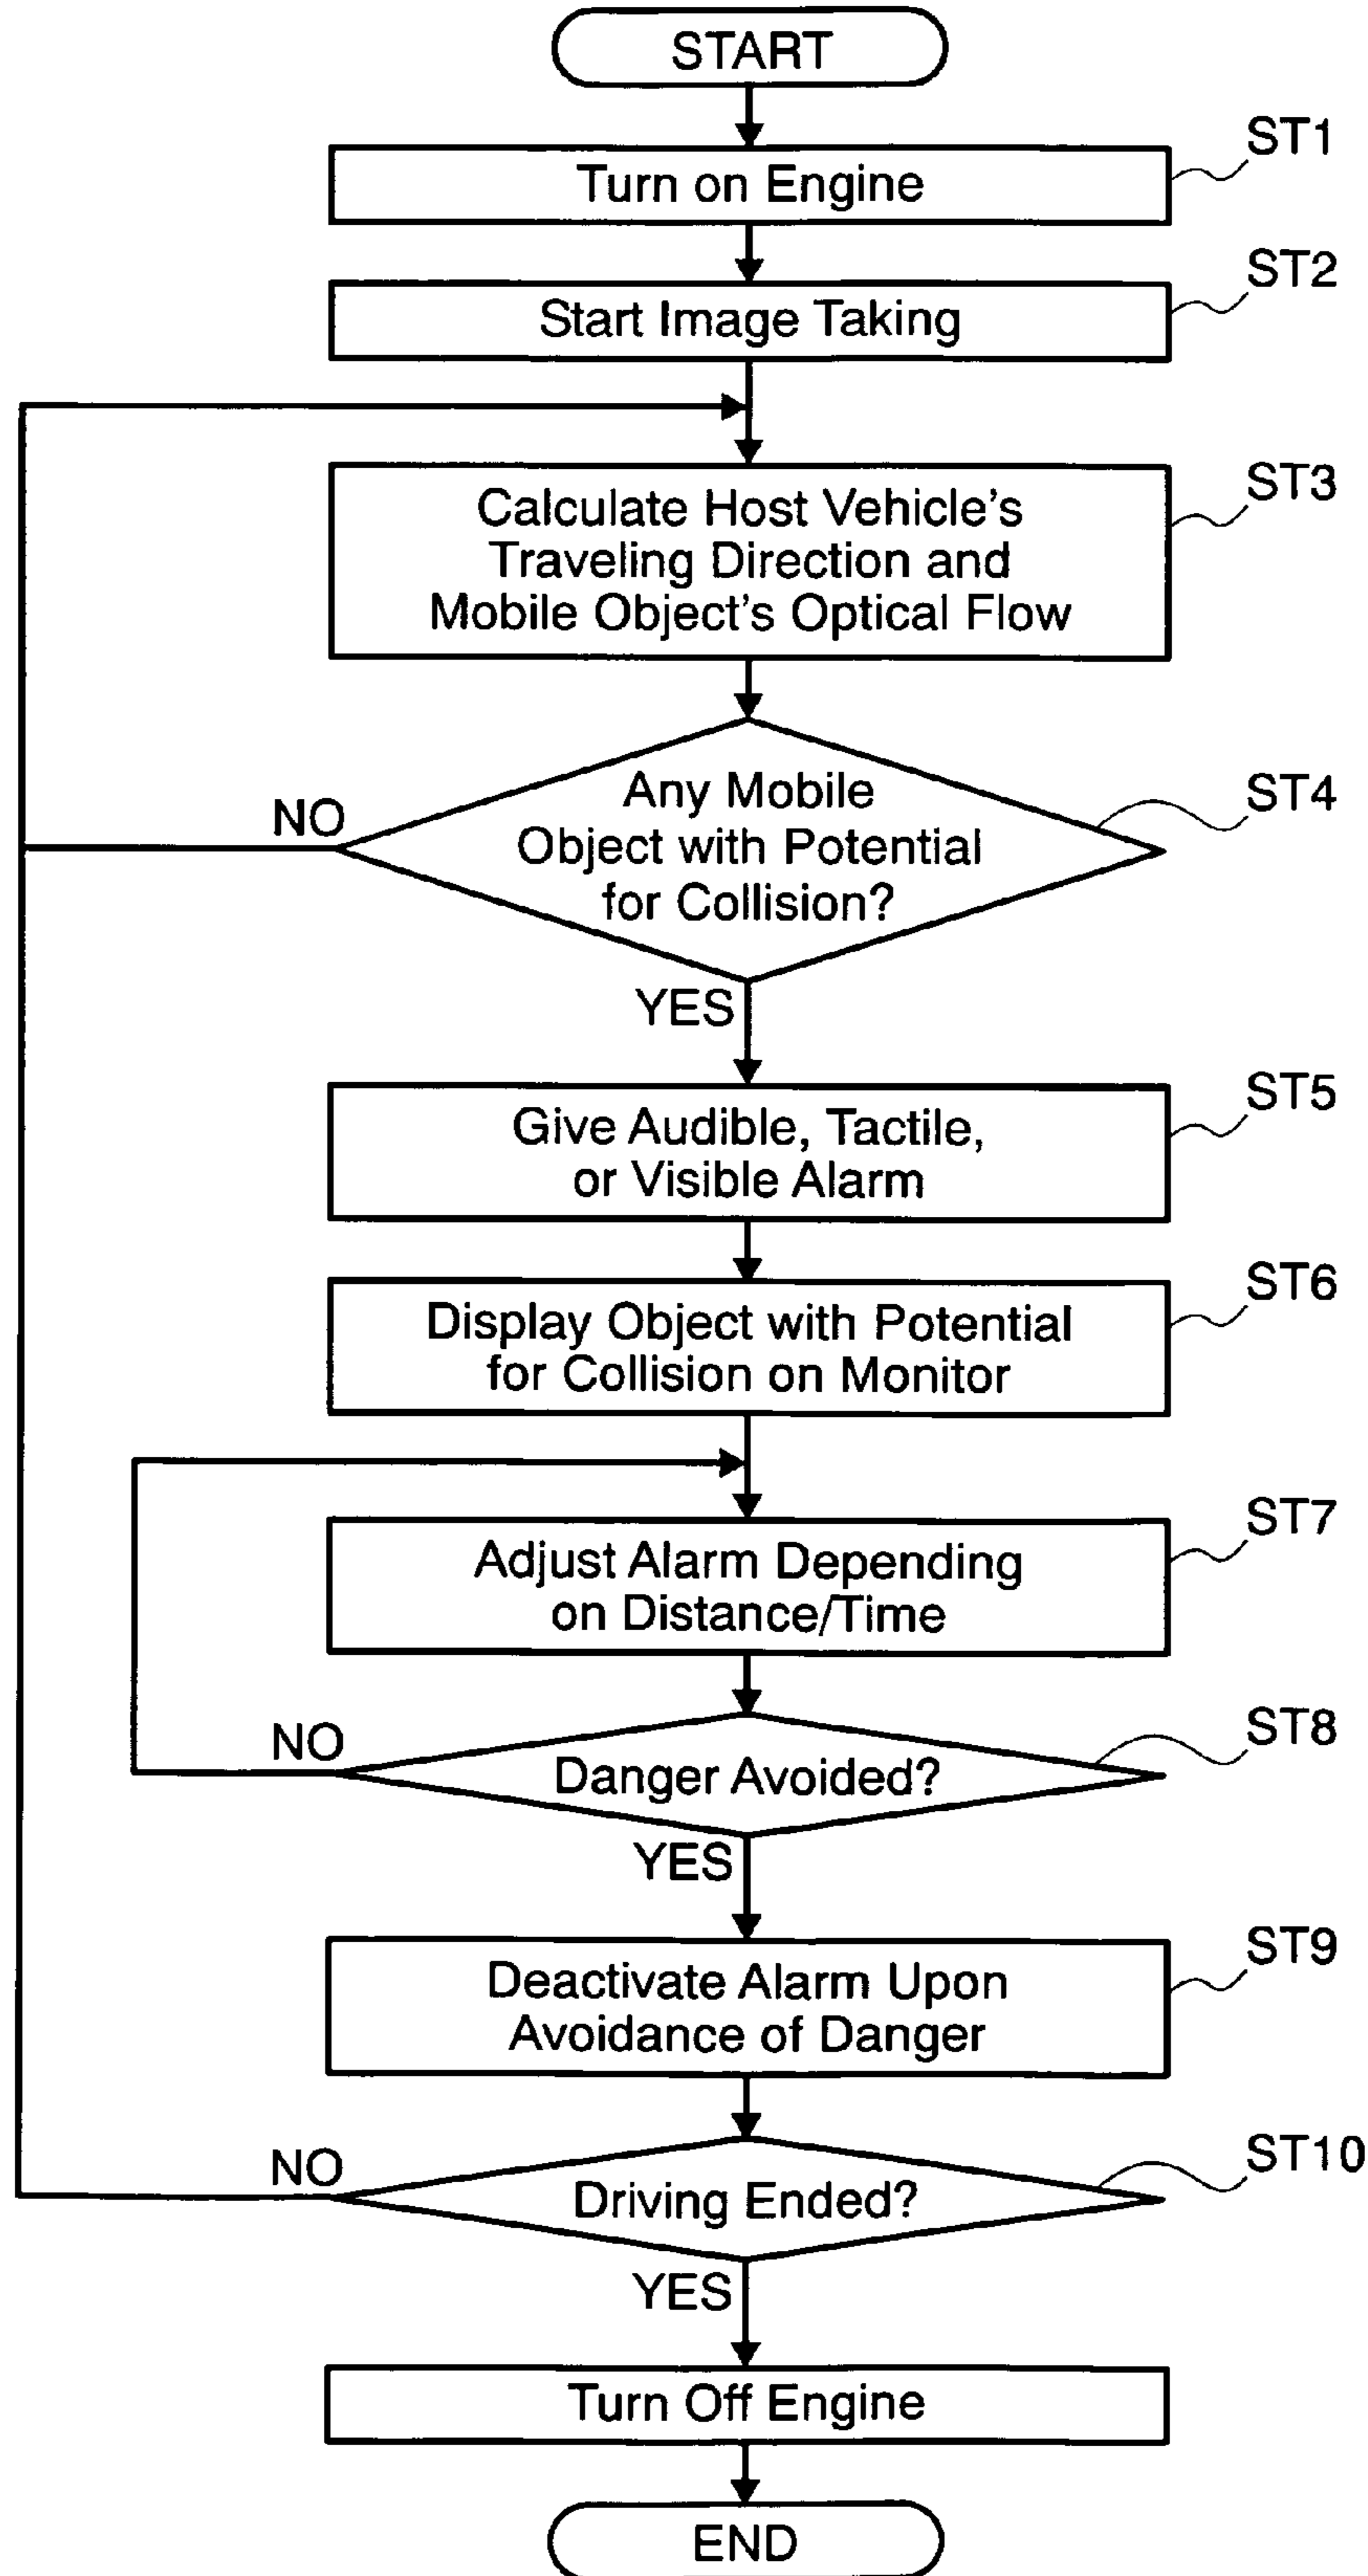 START
ST1
Turn on Engine
ST2
Start Image Taking
ST3
Calculate Host Vehicle's
Traveling Direction and
Mobile Object's Optical Flow
ST4
Any Mobile
Object with Potential
for Collision?
NO
YES
ST5
Give Audible, Tactile,
or Visible Alarm
ST6
Display Object with Potential
for Collision on Monitor
ST7
Adjust Alarm Depending
on Distance/Time
ST8
NO
Danger Avoided?
YES
ST9
Deactivate Alarm Upon
Avoidance of Danger
ST10
NO
Driving Ended?
YES
Turn Off Engine
END